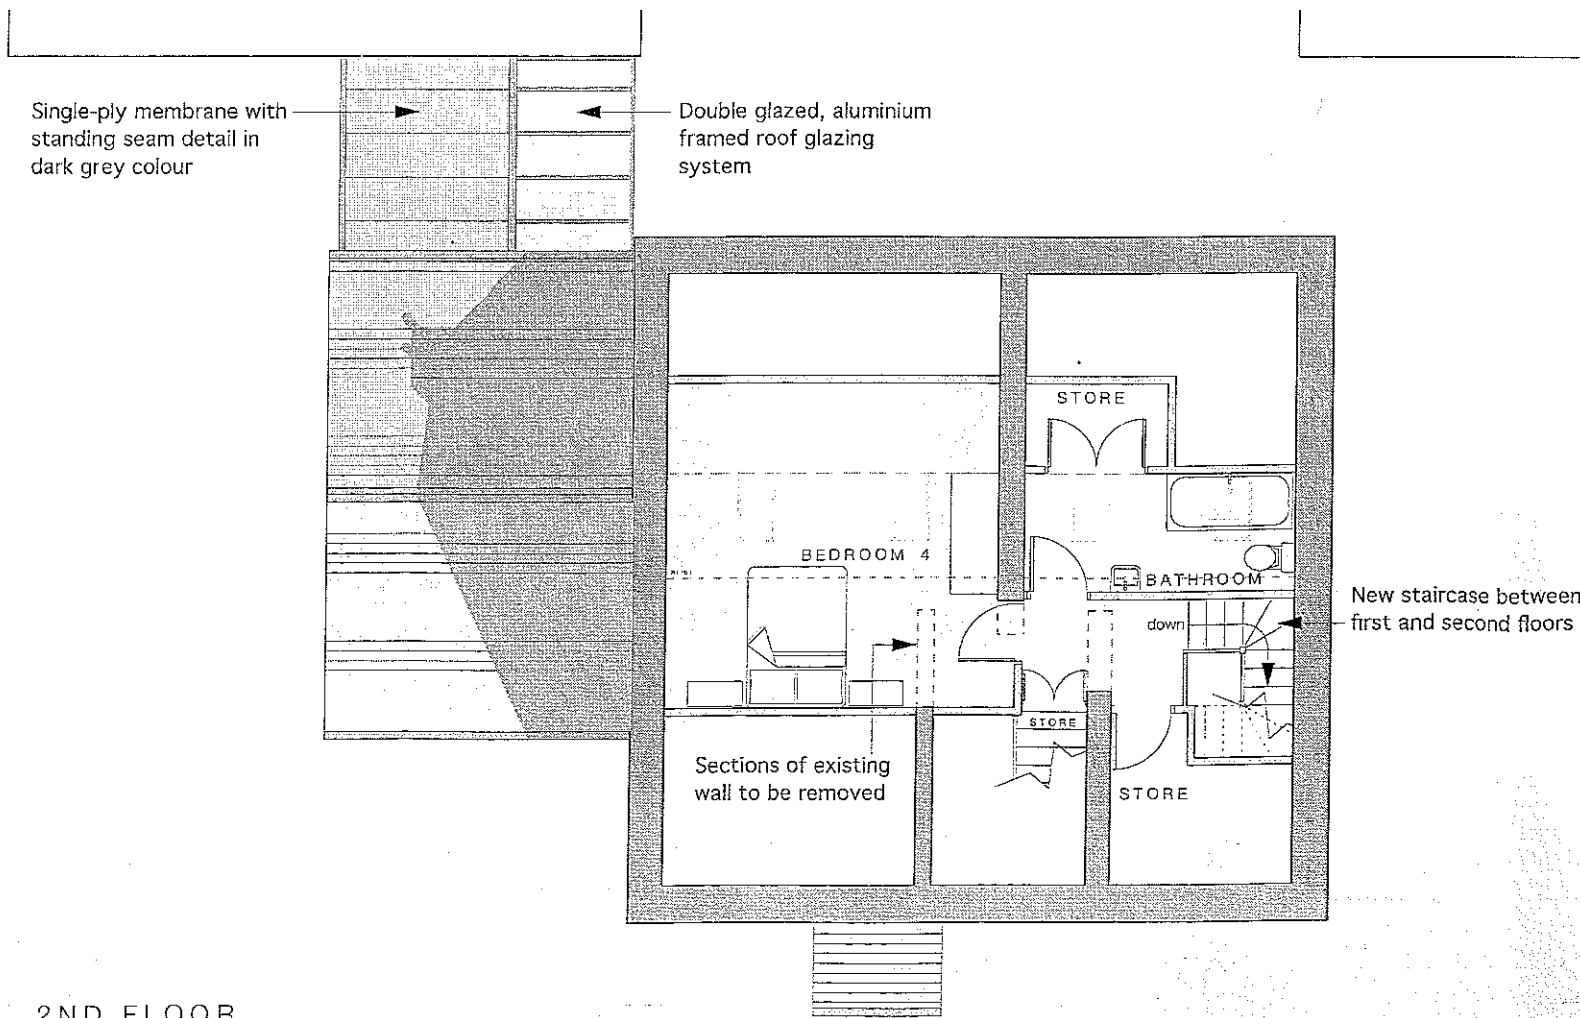 Single-ply membrane with
standing seam detail in
dark grey colour
Double glazed, aluminium
framed roof glazing
system
STORE
BEDROOM 4
BATHROOM
New staircase between
first and second floors
down
STORE
Sections of existing
wall to be removed
STORE
2ND FLOOR